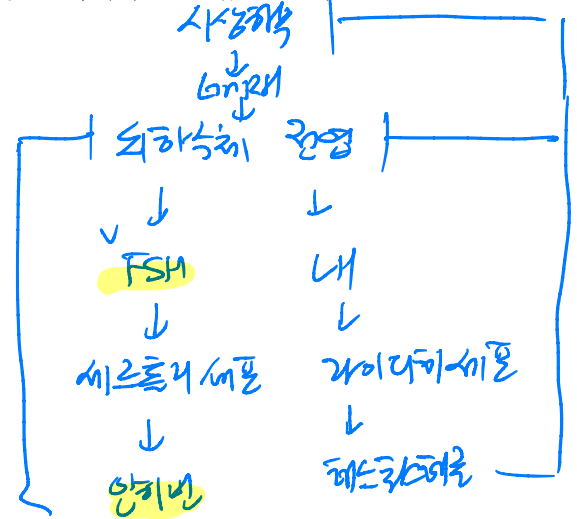 시상하부
GnRH
뇌하수체 전엽
v
FSH LH
세르톨리 세포 라이디히 세포
인히빈 테스토스테론